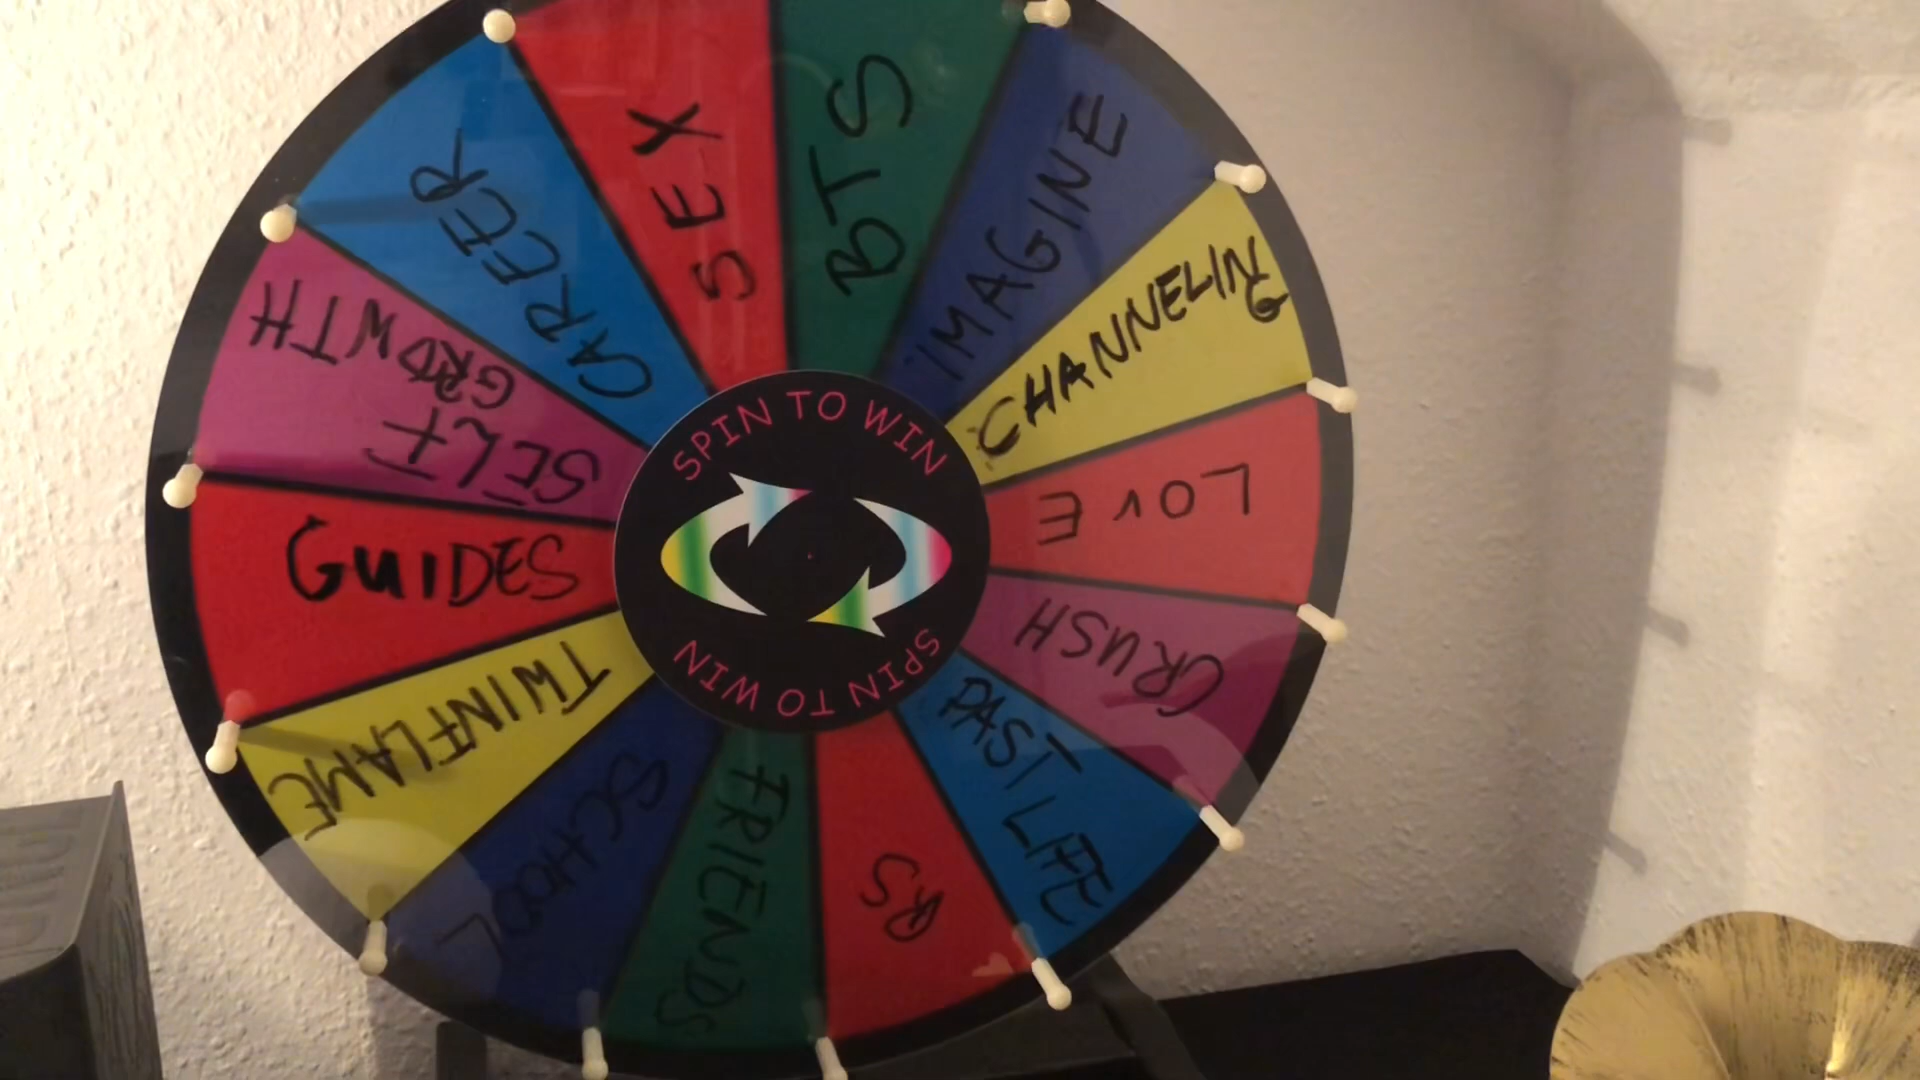 SEX
BTS
IMAGINE
CHANNELING
LOVE
CRUSH
PAST LIFE
RS
FRIENDS
SCHOOL
TWINFLAME
GUIDES
SELF
GROWTH
CAREER
SPIN TO WIN
SPIN TO WIN